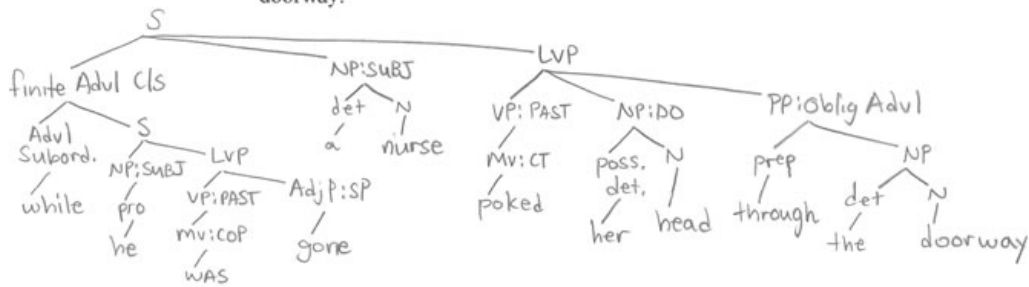 doorway.
S
finite Advl Cls NP:SUBJ LVP
Advl Subord. S det N VP:PAST NP:DO PP:Oblig Advl
while NP:SUBJ LVP a nurse MV:CT poss. det. N prep NP
pro VP:PAST AdjP:SP poked her head through det N
he mv:COP gone the doorway
WAS